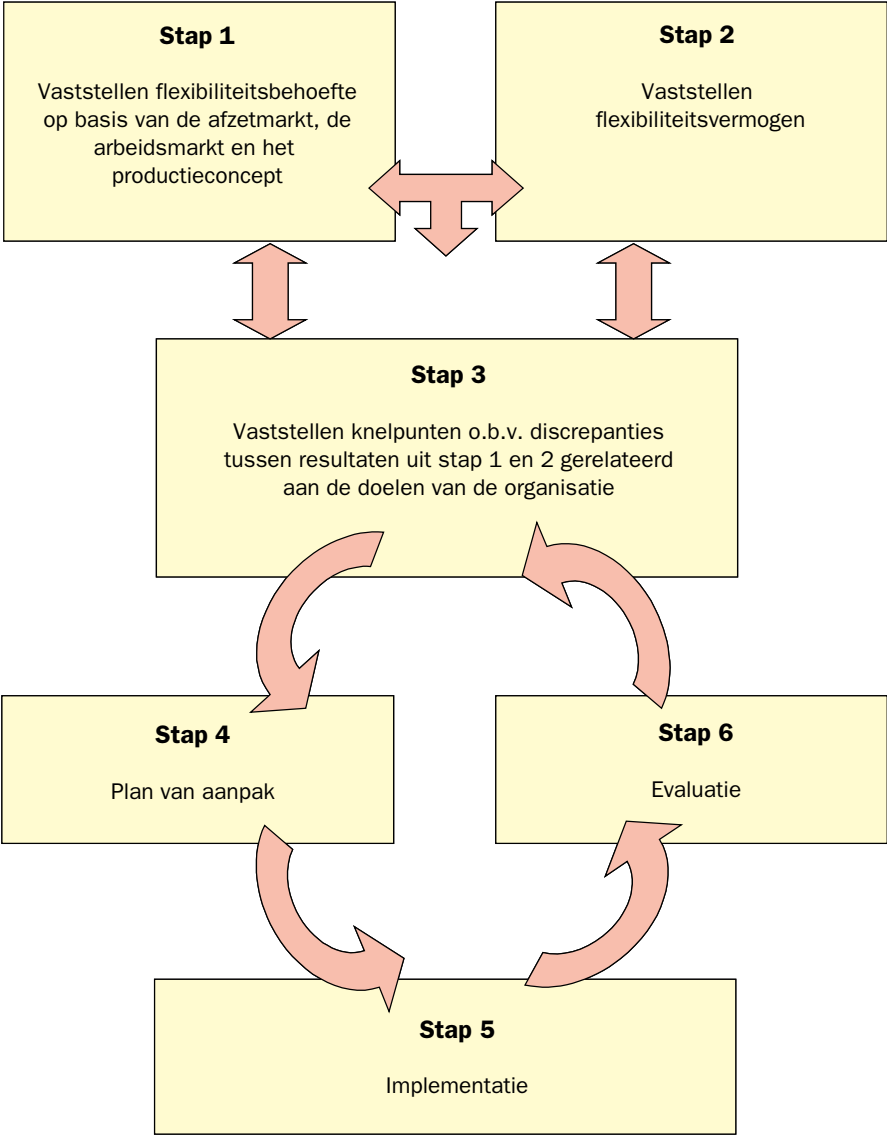 Stap 1
Vaststellen flexibiliteitsbehoefte
op basis van de afzetmarkt, de
arbeidsmarkt en het
productieconcept
Stap 2
Vaststellen
flexibiliteitsvermogen
Stap 3
Vaststellen knelpunten o.b.v. discrepanties
tussen resultaten uit stap 1 en 2 gerelateerd
aan de doelen van de organisatie
Stap 4
Plan van aanpak
Stap 6
Evaluatie
Stap 5
Implementatie